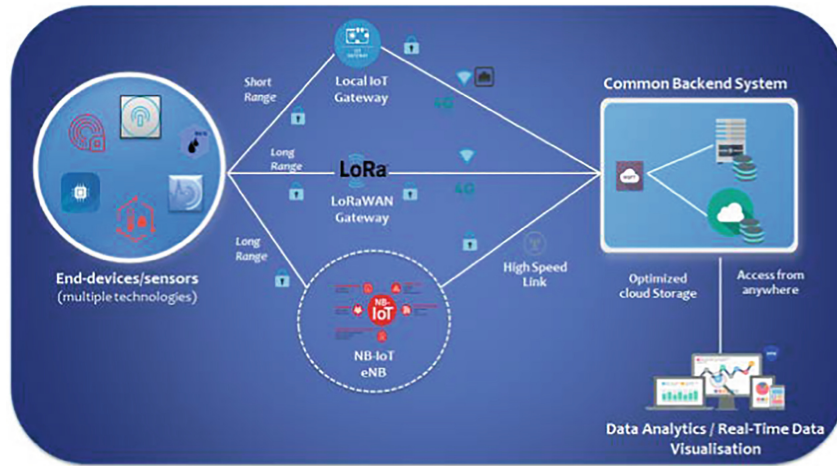 Local IoT
Gateway
Short
Range
4G
Common Backend System
Long
Range
LoRa
LoRaWAN
Gateway
4G
End-devices/sensors
(multiple technologies)
Long
Range
High Speed
Link
Optimized
cloud Storage
Access from
anywhere
NB-
IoT
NB-IoT
eNB
Data Analytics / Real-Time Data
Visualisation